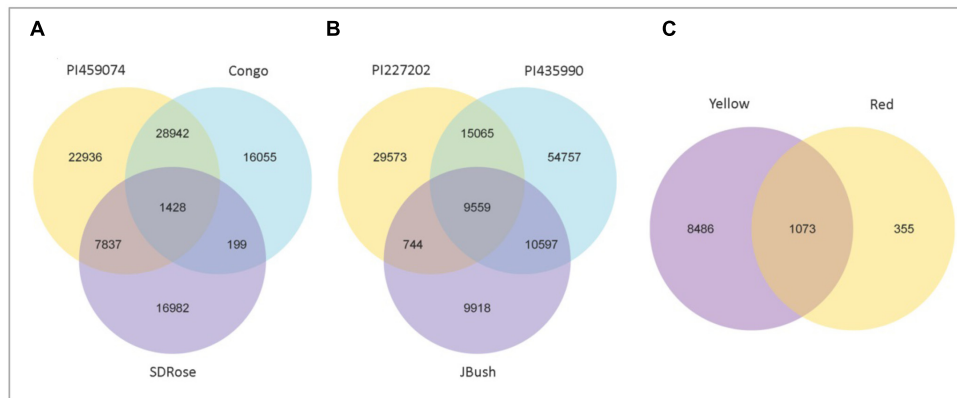 A
B
C
PI459074
Congo
PI227202
PI435990
Yellow
Red
28942
22936
16055
1428
7837
199
16982
SDRose
15065
29573
54757
9559
744
10597
9918
JBush
8486
1073
355